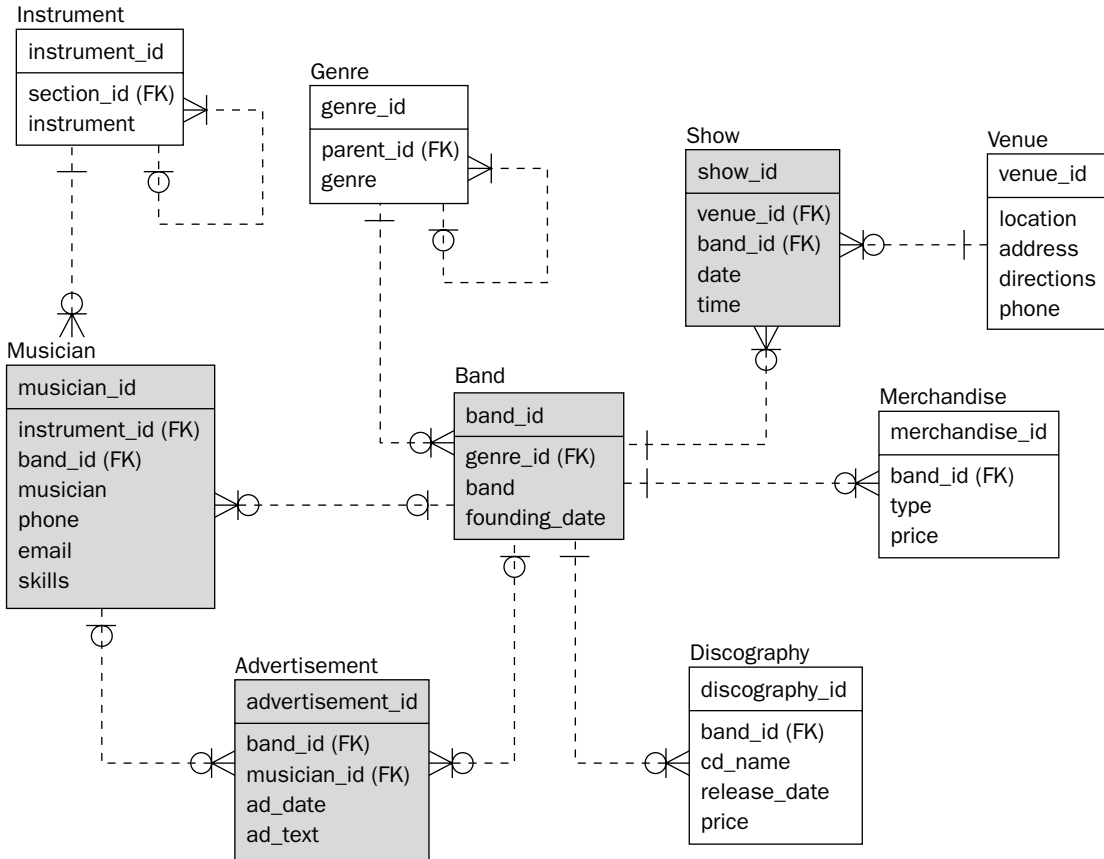 Instrument
instrument_id
section_id (FK)
instrument
Genre
genre_id
parent_id (FK)
genre
Show
show_id
venue_id (FK)
band_id (FK)
date
time
Venue
venue_id
location
address
directions
phone
Musician
musician_id
instrument_id (FK)
band_id (FK)
musician
phone
email
skills
Band
band_id
genre_id (FK)
band
founding_date
Merchandise
merchandise_id
band_id (FK)
type
price
Advertisement
advertisement_id
band_id (FK)
musician_id (FK)
ad_date
ad_text
Discography
discography_id
band_id (FK)
cd_name
release_date
price